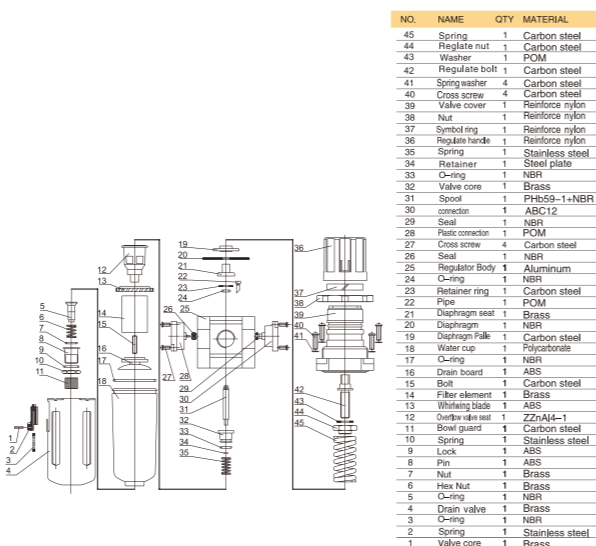 NO. NAME QTY MATERIAL
45 Spring 1 Carbon steel
44 Reglate nut 1 Carbon steel
43 Washer 1 POM
42 Regulate bolt 1 Carbon steel
41 Spring washer 4 Carbon steel
40 Cross screw 4 Carbon steel
39 Valve cover 1 Reinforce nylon
38 Nut 1 Reinforce nylon
37 Symbol ring 1 Reinforce nylon
36 Regulate handle 1 Reinforce nylon
35 Spring 1 Stainless steel
34 Retainer 1 Steel plate
33 O-ring 1 NBR
32 Valve core 1 Brass
31 Spool 1 PHb59-1+NBR
30 connection 1 ABC12
29 Seal 1 NBR
28 Plastic connection 1 POM
27 Cross screw 4 Carbon steel
26 Seal 1 NBR
25 Regulator Body 1 Aluminum
24 O-ring 1 NBR
23 Retainer ring 1 Carbon steel
22 Pipe 1 POM
21 Diaphragm seat 1 Brass
20 Diaphragm 1 NBR
19 Diaphragm Palle 1 Carbon steel
18 Water cup 1 Polycarbonate
17 O-ring 1 NBR
16 Drain board 1 ABS
15 Bolt 1 Carbon steel
14 Filter element 1 Brass
13 Whirlwing blade 1 ABS
12 Overflow valve seat 1 ZZnAl4-1
11 Bowl guard 1 Carbon steel
10 Spring 1 Stainless steel
9 Lock 1 ABS
8 Pin 1 ABS
7 Nut 1 Brass
6 Hex Nut 1 Brass
5 O-ring 1 NBR
4 Drain valve 1 Brass
3 O-ring 1 NBR
2 Spring 1 Stainless steel
1 Valve core 1 Brass
5
6
7
8
9
10
11
1
2
3
4
12
13
14
15
16
17
18
19
20
21
22
23
24
25
26
27
28
29
30
31
32
33
34
35
36
37
38
39
40
41
42
43
44
45